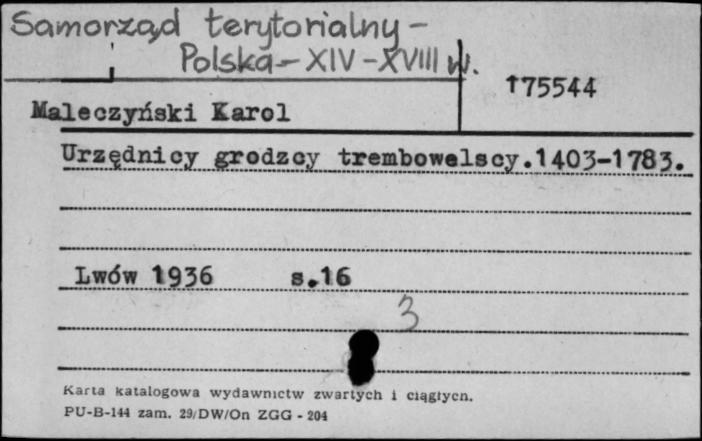 Samorząd terytorialny -
Polska - XIV - XVIII w.
175544
Maleczyński Karol
Urzędnicy grodzcy trembowelscy.1403-1783.
Lwów 1936 s.16
3
Karta katalogowa wydawnictw zwartych i ciągłych.
PU-B-144 zam. 29/DW/On ZGG - 204